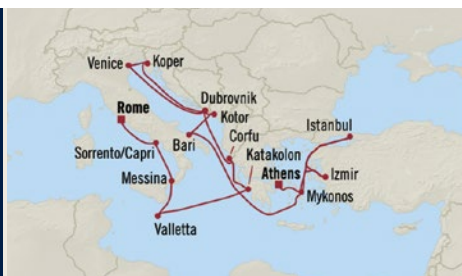 Venice
Koper
Rome
Dubrovnik
Kotor
Bari
Corfu
Istanbul
Sorrento/Capri
Katakolon
Athens
Izmir
Messina
Mykonos
Valletta